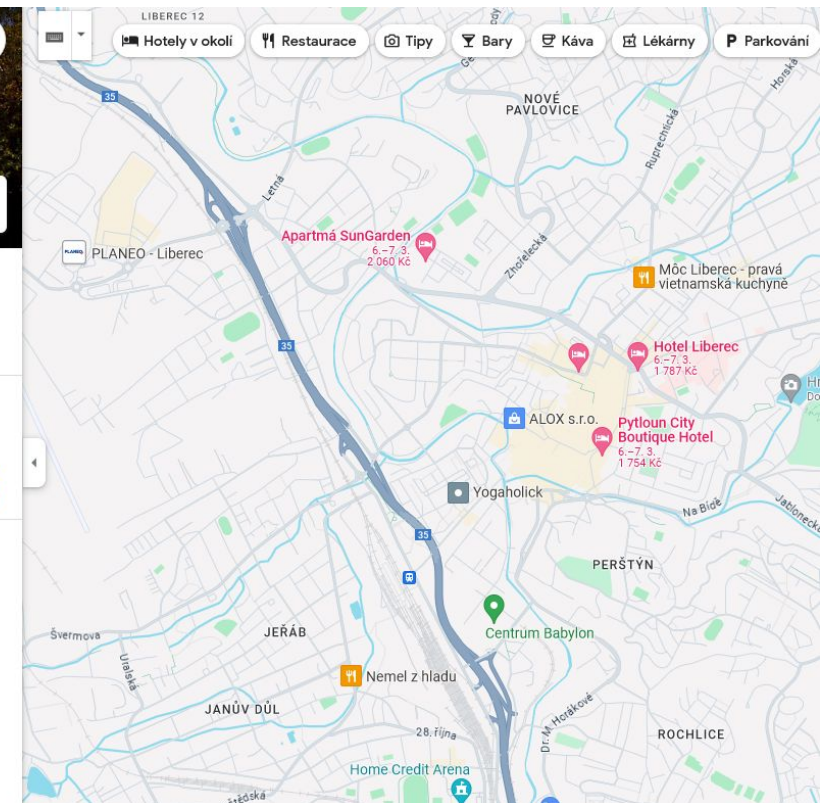 LIBEREC 12
Hotely v okolí
Restaurace
Tipy
Bary
Káva
Lékárny
Parkování
35
NOVÉ
PAVLOVICE
Horská
Ruprechtická
Letná
Apartmá SunGarden
6.–7. 3.
2 060 Kč
Zhořelecká
PLANEO
PLANEO - Liberec
Môc Liberec - pravá
vietnamská kuchyně
35
Hotel Liberec
6.–7. 3.
1 787 Kč
ALOX s.r.o.
Pytloun City
Boutique Hotel
6.–7. 3.
1 754 Kč
Yogaholick
Na Bídě
35
PERŠTÝN
Centrum Babylon
Švermova
JEŘÁB
Uralská
Nemel z hladu
JANŮV DŮL
28. října
Dr. M. Horákové
ROCHLICE
Home Credit Arena